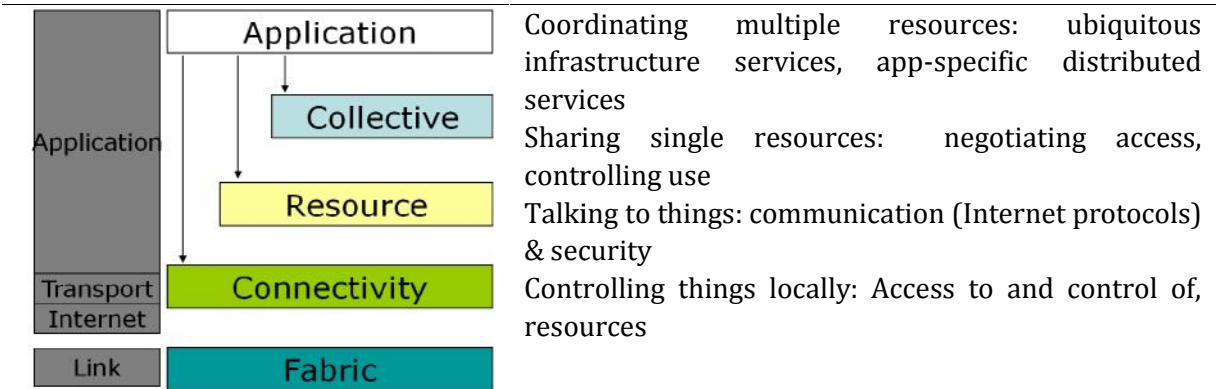 Application
Collective
Resource
Connectivity
Fabric
Application
Transport
Internet
Link
Coordinating multiple resources: ubiquitous
infrastructure services, app-specific distributed
services
Sharing single resources: negotiating access,
controlling use
Talking to things: communication (Internet protocols)
& security
Controlling things locally: Access to and control of,
resources